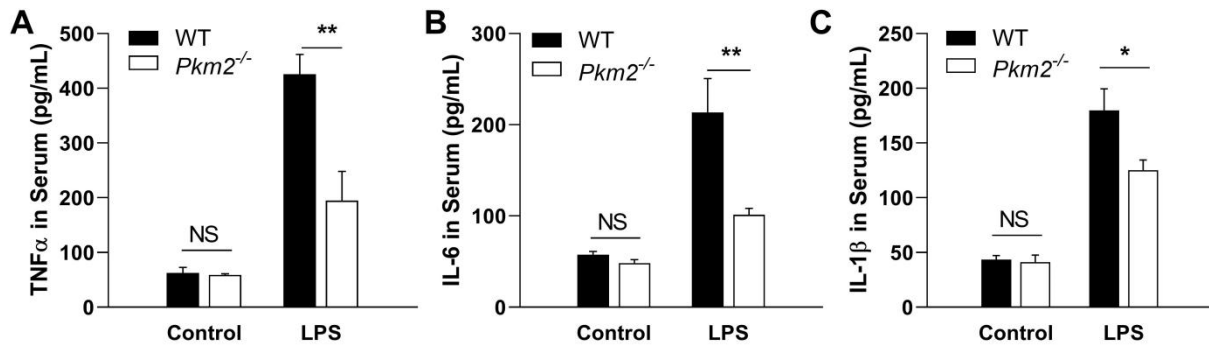 A
TNFα in Serum (pg/mL)
500
400
300
200
100
0
WT
Pkm2-/-
**
NS
Control
LPS
B
IL-6 in Serum (pg/mL)
300
200
100
0
WT
Pkm2-/-
**
NS
Control
LPS
C
IL-1β in Serum (pg/mL)
250
200
150
100
50
0
WT
Pkm2-/-
*
NS
Control
LPS